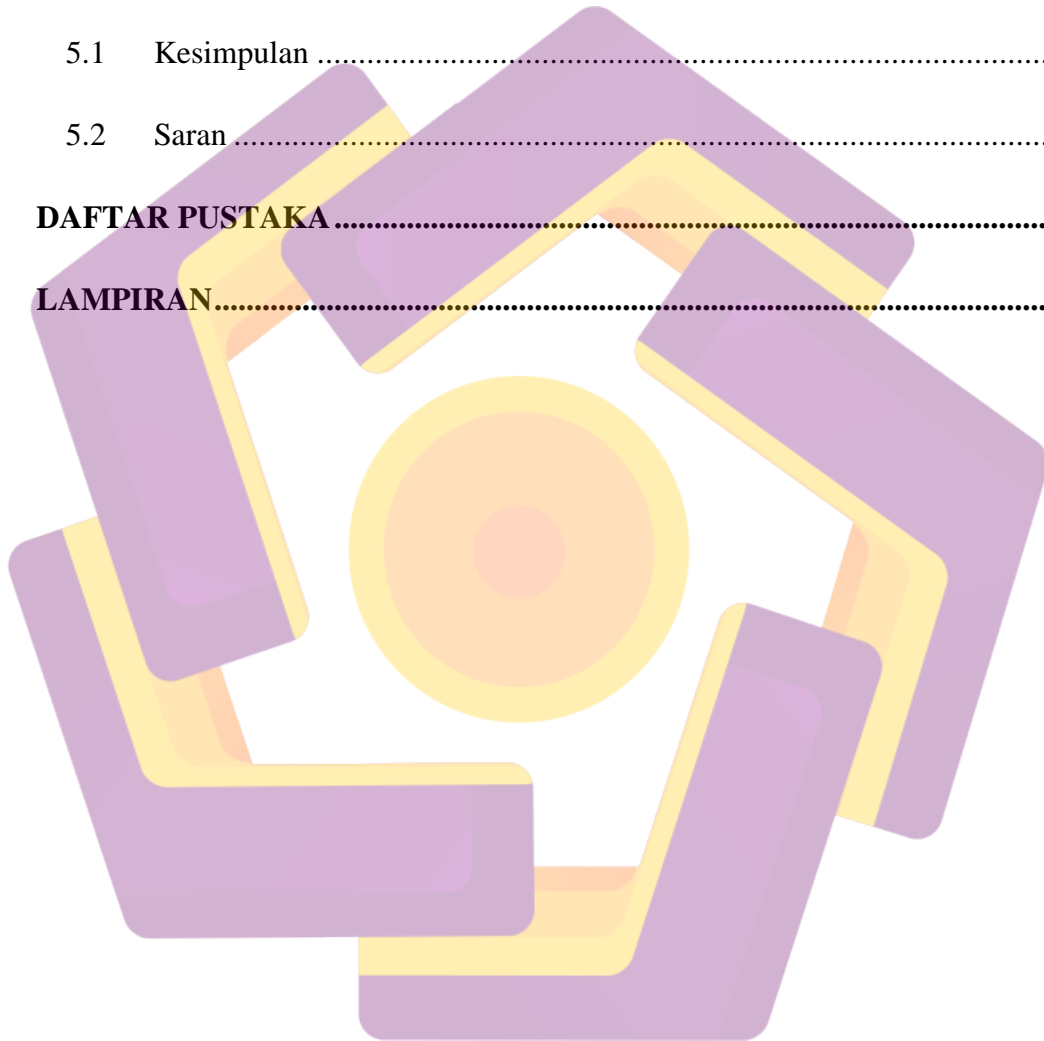 5.1 Kesimpulan ........................................................................................
5.2 Saran ...................................................................................................
DAFTAR PUSTAKA ......................................................................................
LAMPIRAN.....................................................................................................